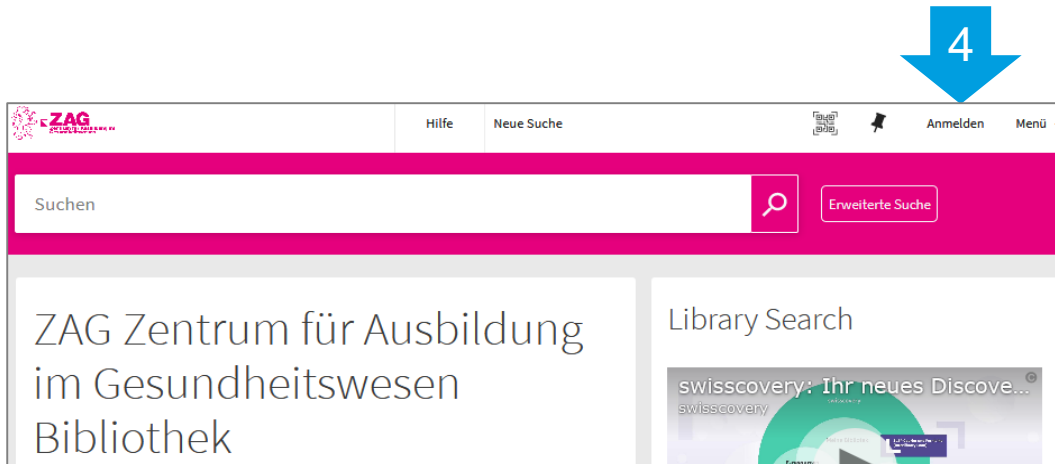 4
ZAG
Hilfe
Neue Suche
Anmelden
Menü
Suchen
Erweiterte Suche
ZAG Zentrum für Ausbildung
im Gesundheitswesen
Bibliothek
Library Search
swisscovery: Ihr neues Discove...
swisscovery